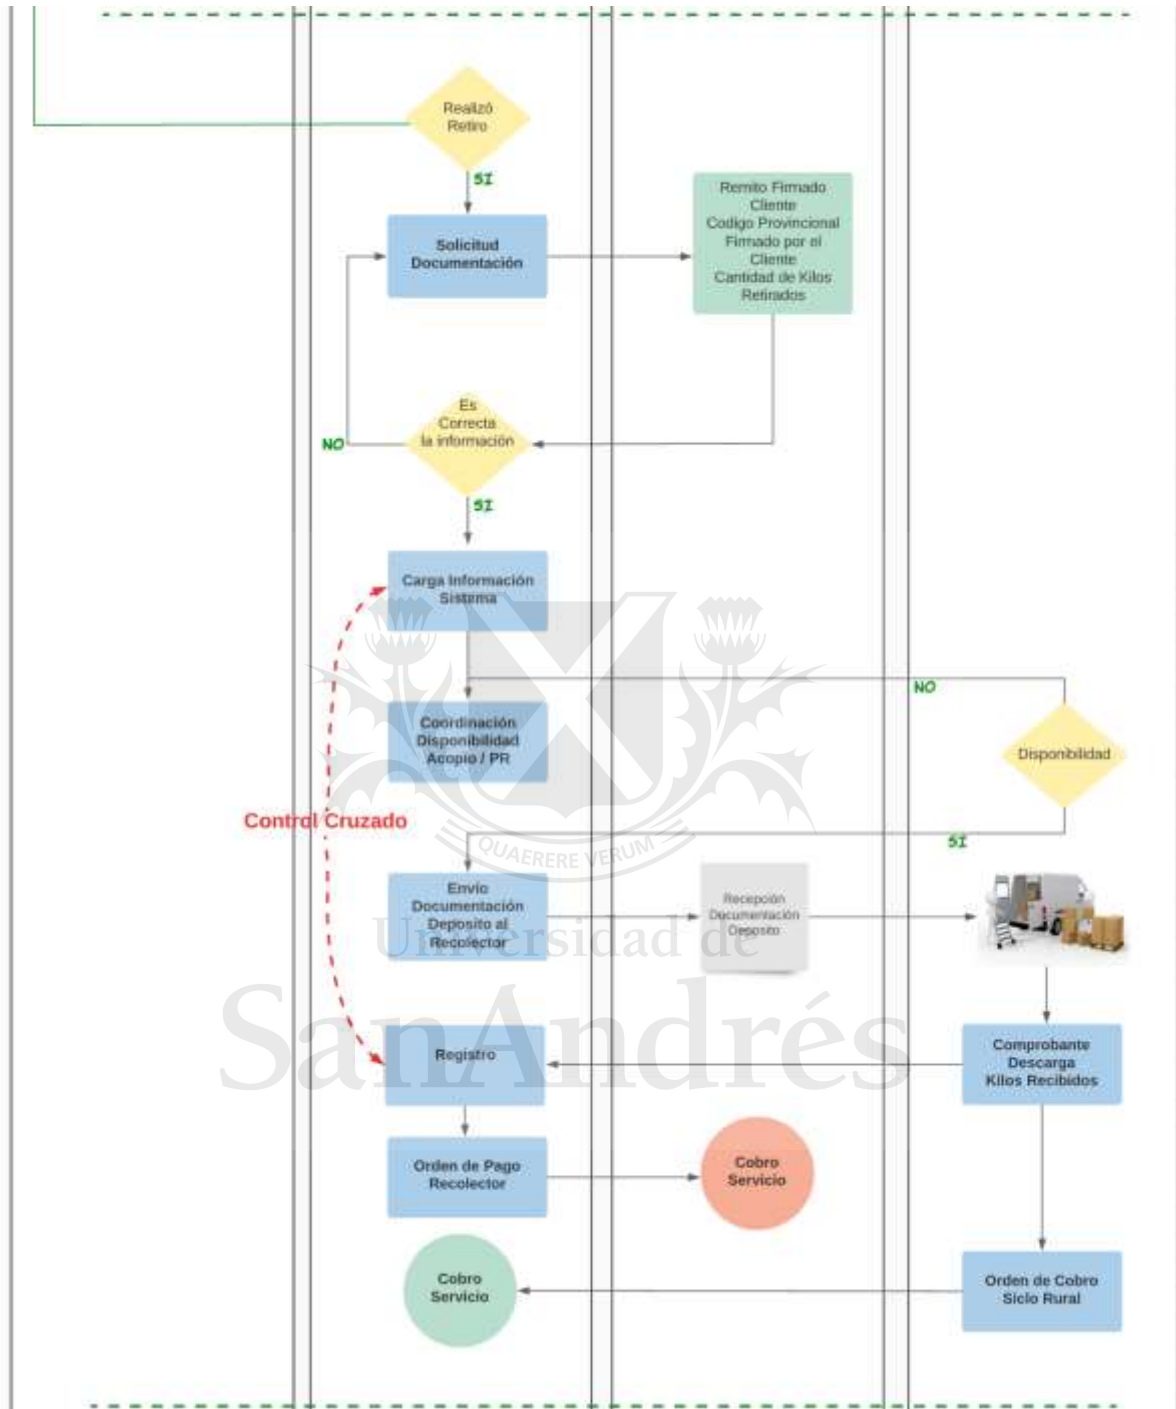 Realizó
Retiro
SI
Solicitud
Documentación
Remito Firmado
Cliente
Codigo Provincional
Firmado por el
Cliente
Cantidad de Kilos
Retirados
Es
Correcta
la información
NO
SI
Carga Información
Sistema
NO
Coordinación
Disponibilidad
Acopio / PR
Disponibilidad
Control Cruzado
SI
QUAERERE VERUM
Envío
Documentación
Deposito al
Recolector
Recepción
Documentación
Deposito
Universidad de
SanAndrés
Registro
Comprobante
Descarga
Kilos Recibidos
Orden de Pago
Recolector
Cobro
Servicio
Cobro
Servicio
Orden de Cobro
Siclo Rural